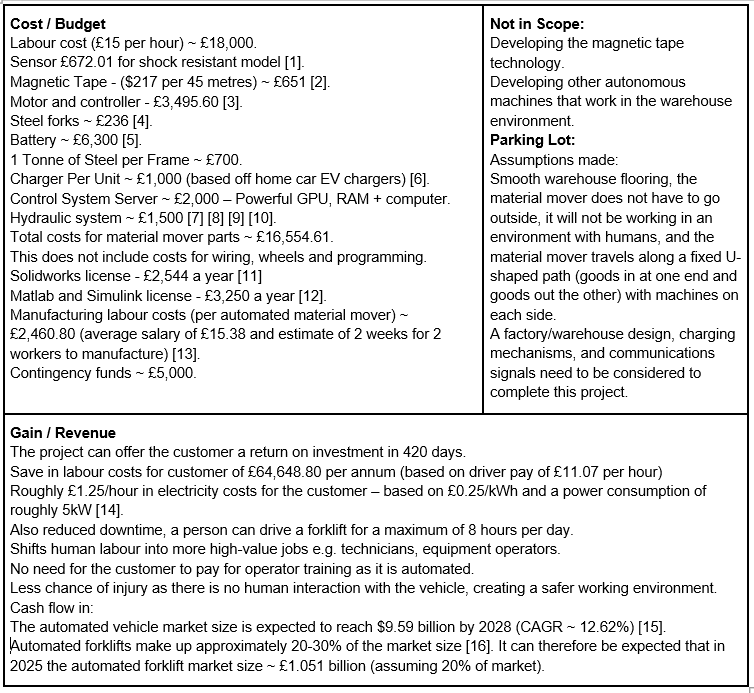 Cost / Budget
Labour cost (£15 per hour) ~ £18,000.
Sensor £672.01 for shock resistant model [1].
Magnetic Tape - ($217 per 45 metres) ~ £651 [2].
Motor and controller - £3,495.60 [3].
Steel forks ~ £236 [4].
Battery ~ £6,300 [5].
1 Tonne of Steel per Frame ~ £700.
Charger Per Unit ~ £1,000 (based off home car EV chargers) [6].
Control System Server ~ £2,000 – Powerful GPU, RAM + computer.
Hydraulic system ~ £1,500 [7] [8] [9] [10].
Total costs for material mover parts ~ £16,554.61.
This does not include costs for wiring, wheels and programming.
Solidworks license - £2,544 a year [11]
Matlab and Simulink license - £3,250 a year [12].
Manufacturing labour costs (per automated material mover) ~
£2,460.80 (average salary of £15.38 and estimate of 2 weeks for 2
workers to manufacture) [13].
Contingency funds ~ £5,000.
Not in Scope:
Developing the magnetic tape
technology.
Developing other autonomous
machines that work in the warehouse
environment.
Parking Lot:
Assumptions made:
Smooth warehouse flooring, the
material mover does not have to go
outside, it will not be working in an
environment with humans, and the
material mover travels along a fixed U-
shaped path (goods in at one end and
goods out the other) with machines on
each side.
A factory/warehouse design, charging
mechanisms, and communications
signals need to be considered to
complete this project.
Gain / Revenue
The project can offer the customer a return on investment in 420 days.
Save in labour costs for customer of £64,648.80 per annum (based on driver pay of £11.07 per hour)
Roughly £1.25/hour in electricity costs for the customer – based on £0.25/kWh and a power consumption of
roughly 5kW [14].
Also reduced downtime, a person can drive a forklift for a maximum of 8 hours per day.
Shifts human labour into more high-value jobs e.g. technicians, equipment operators.
No need for the customer to pay for operator training as it is automated.
Less chance of injury as there is no human interaction with the vehicle, creating a safer working environment.
Cash flow in:
The automated vehicle market size is expected to reach $9.59 billion by 2028 (CAGR ~ 12.62%) [15].
Automated forklifts make up approximately 20-30% of the market size [16]. It can therefore be expected that in
2025 the automated forklift market size ~ £1.051 billion (assuming 20% of market).